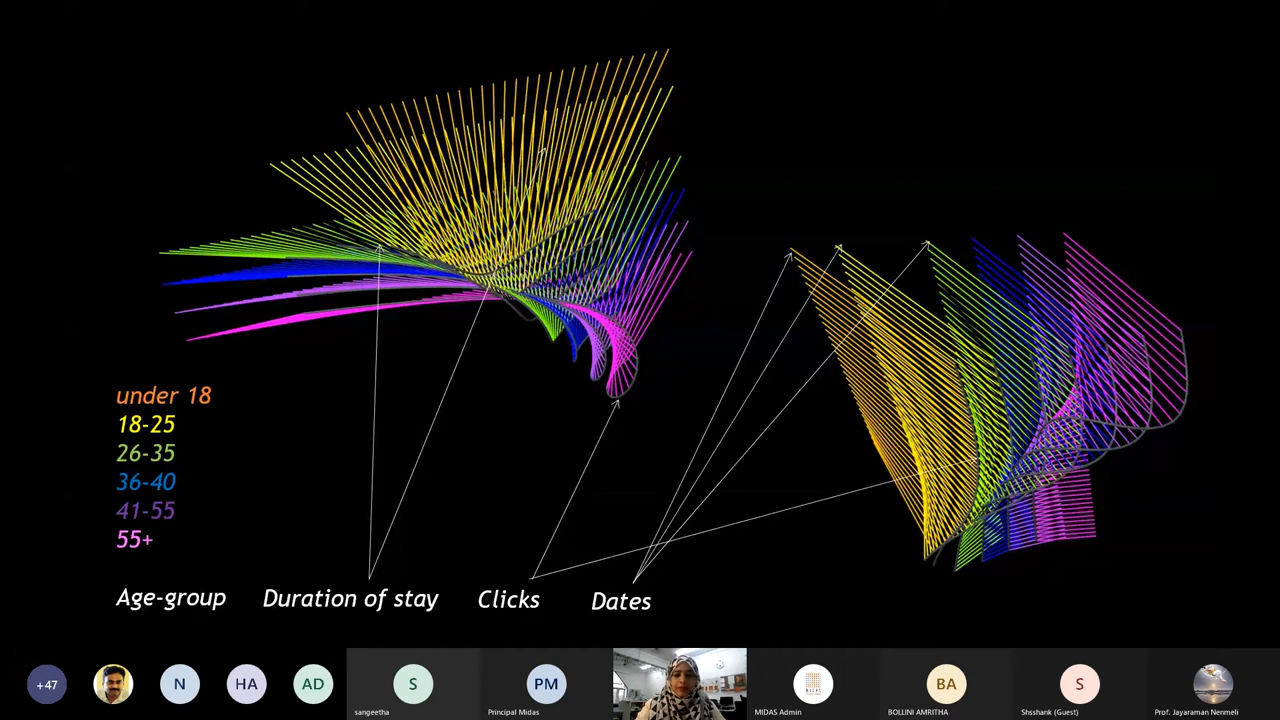 under 18
18-25
26-35
36-40
41-55
55+
Age-group Duration of stay Clicks Dates
+47 N HA AD S PM BA S
sangeetha Principal Midas MIDAS Admin BOLLINI AMRITHA Shsshank (Guest) Prof. Jayaraman Nenmeli